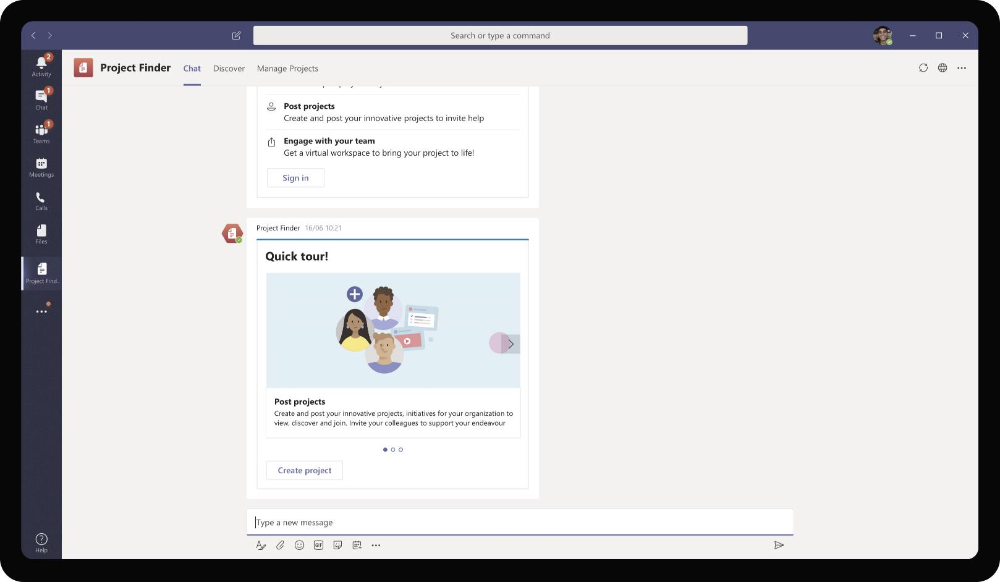 Search or type a command
2
Activity
1
Chat
1
Teams
Meetings
Calls
Files
Project Find..
Help
Project Finder
Chat
Discover
Manage Projects
Post projects
Create and post your innovative projects to invite help
Engage with your team
Get a virtual workspace to bring your project to life!
Sign in
Project Finder 16/06 10:21
Quick tour!
Post projects
Create and post your innovative projects, initiatives for your organization to
view, discover and join. Invite your colleagues to support your endeavour
Create project
Type a new message
GIF